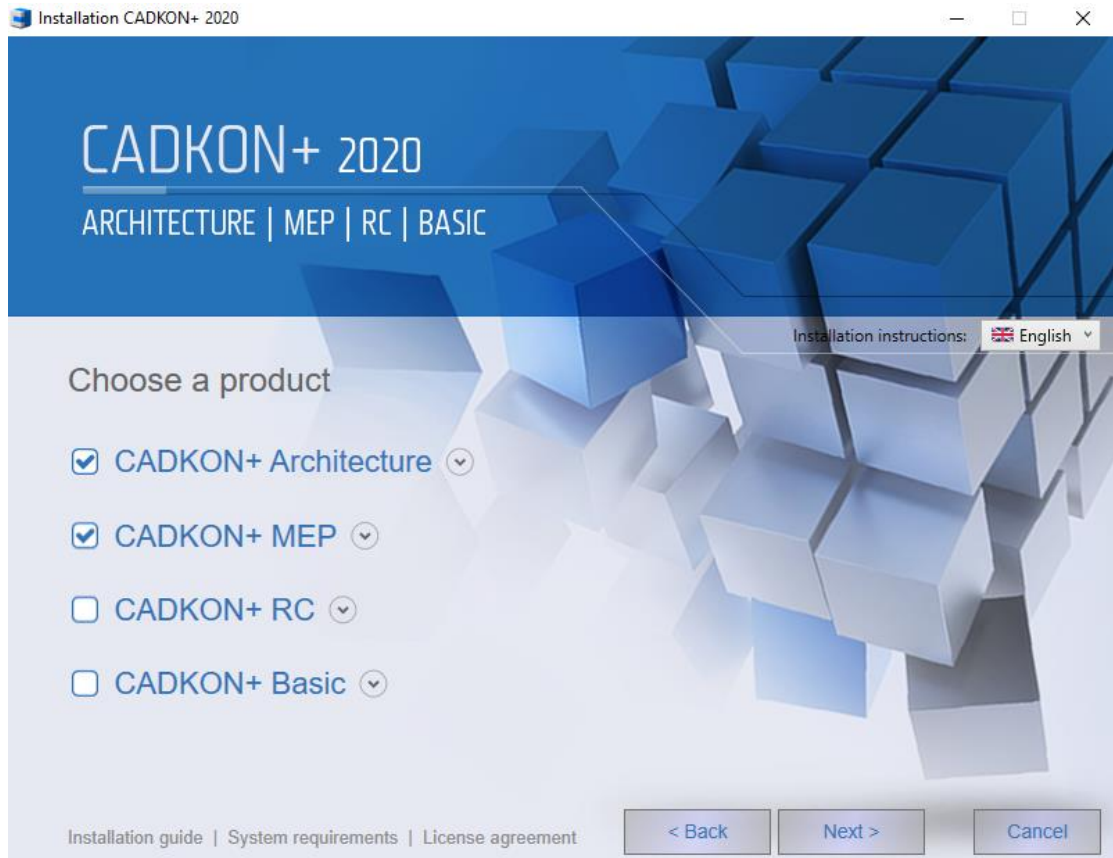 Installation CADKON+ 2020
CADKON+ 2020
ARCHITECTURE | MEP | RC | BASIC
Installation instructions: English
Choose a product
CADKON+ Architecture
CADKON+ MEP
CADKON+ RC
CADKON+ Basic
Installation guide | System requirements | License agreement
< Back Next > Cancel